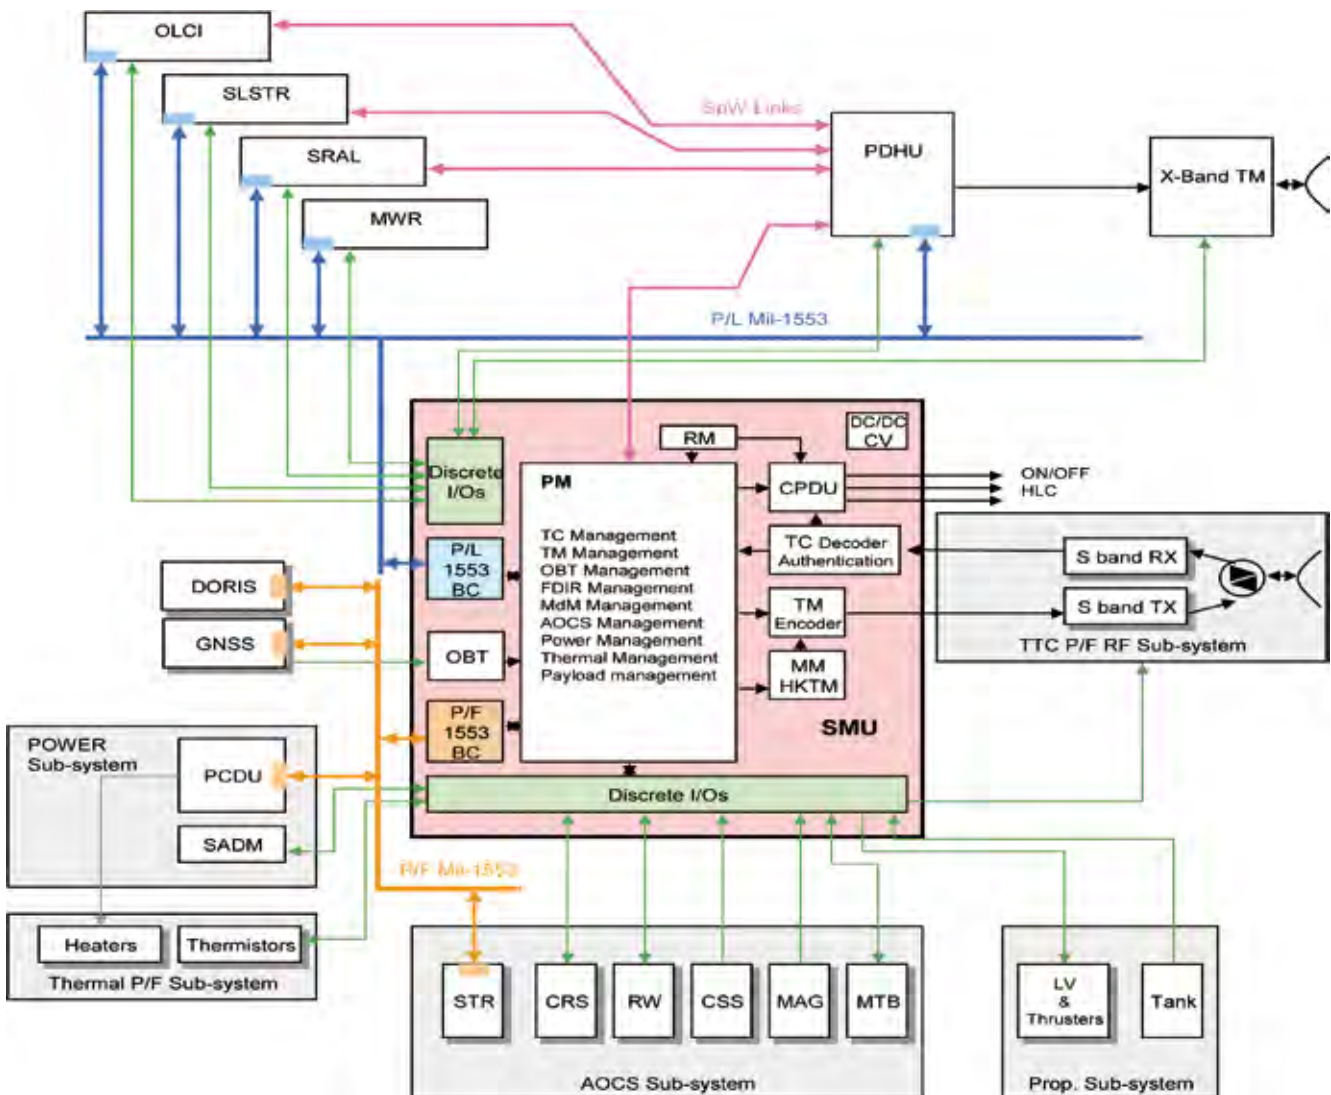 OLCI
SLSTR
SRAL
MWR
SpW Links
PDHU
X-Band TM
P/L Mil-1553
RM
DC/DC
CV
Discrete
I/Os
PM
CPDU
ON/OFF
HLC
TC Management
TM Management
OBT Management
FDIR Management
MdM Management
AOCS Management
Power Management
Thermal Management
Payload management
TC Decoder
Authentication
P/L
1553
BC
S band RX
S band TX
TTC P/F RF Sub-system
DORIS
GNSS
OBT
TM
Encoder
MM
HKTM
P/F
1553
BC
SMU
POWER
Sub-system
PCDU
SADM
Discrete I/Os
P/F Mil-1553
Heaters
Thermistors
Thermal P/F Sub-system
STR
CRS
RW
CSS
MAG
MTB
AOCS Sub-system
LV
&
Thrusters
Tank
Prop. Sub-system